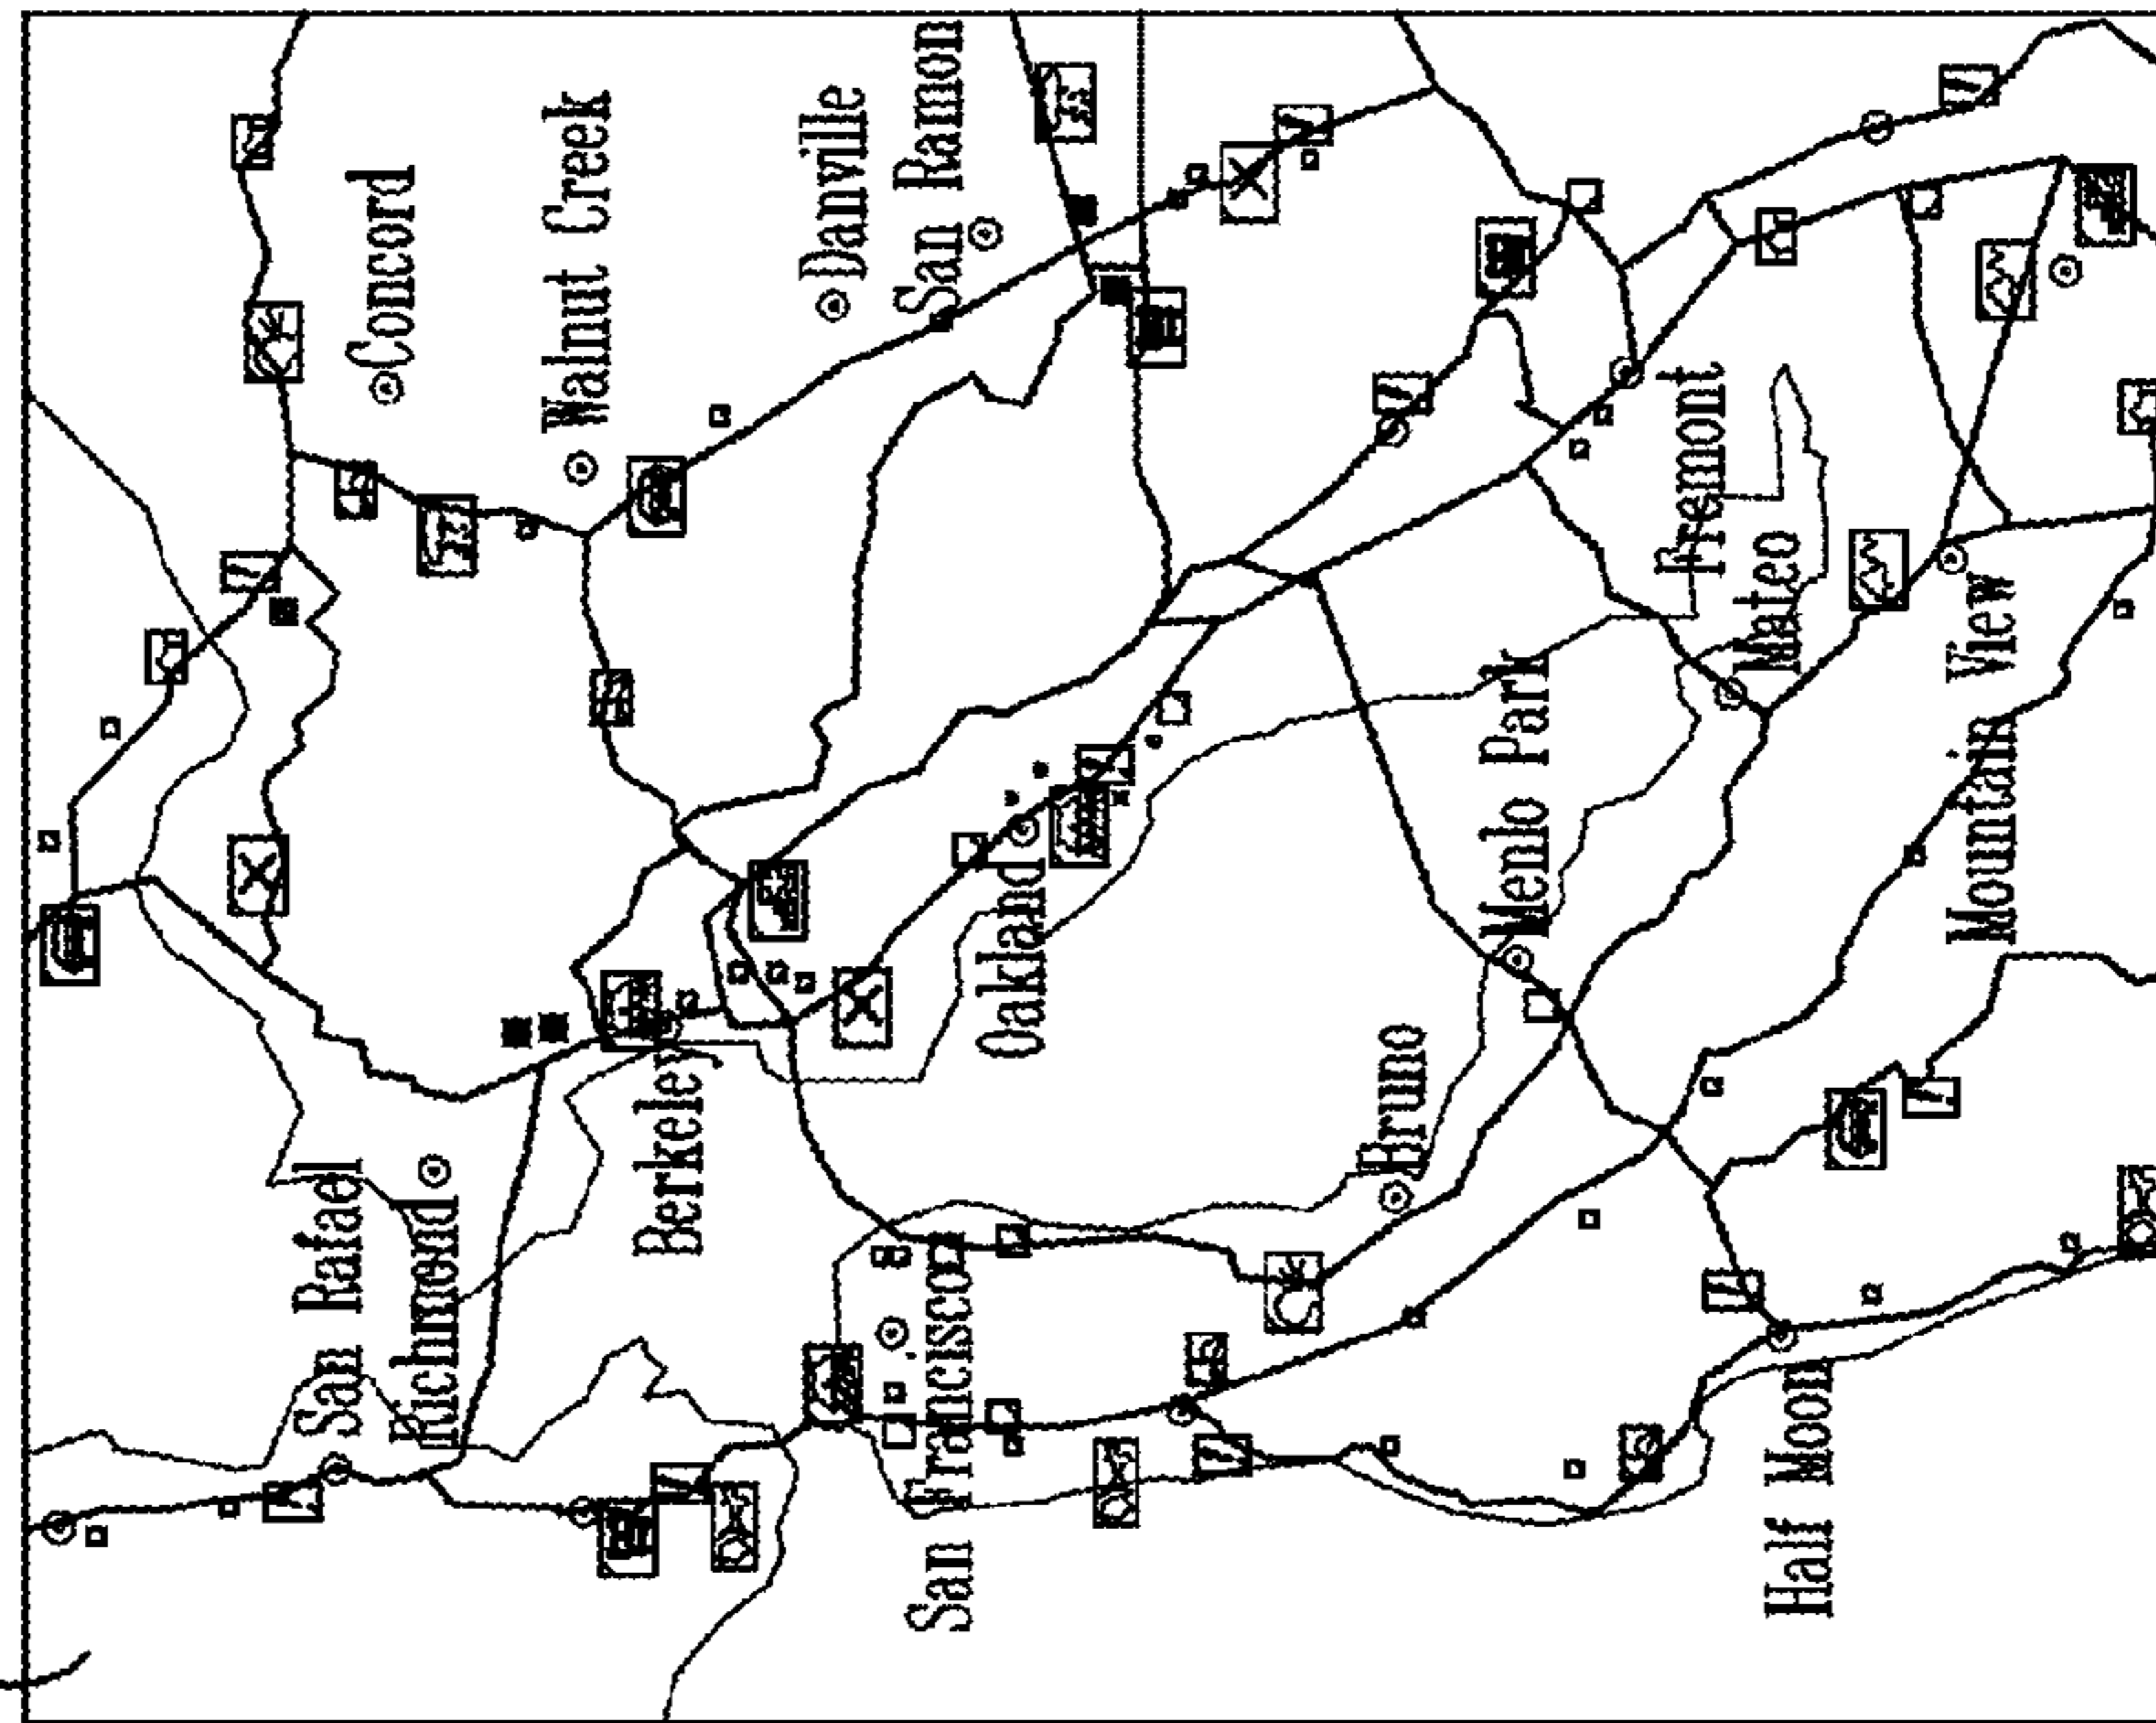 San Rafael
Richmond
Concord
Walnut Creek
Berkeley
Danville
San Ramon
San Francisco
Oakland
Bruno
Menlo Park
Fremont
Mateo
Half Moon
Mountain View